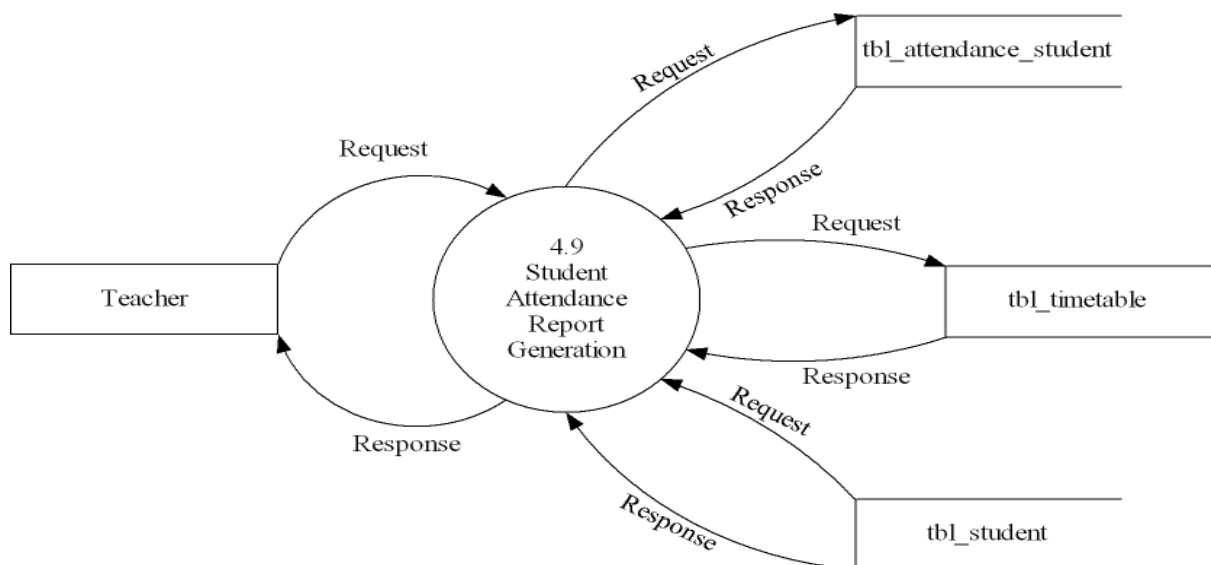 Request
tbl_attendance_student
Response
Request
Teacher
4.9
Student
Attendance
Report
Generation
Request
tbl_timetable
Response
Response
Request
Response
tbl_student